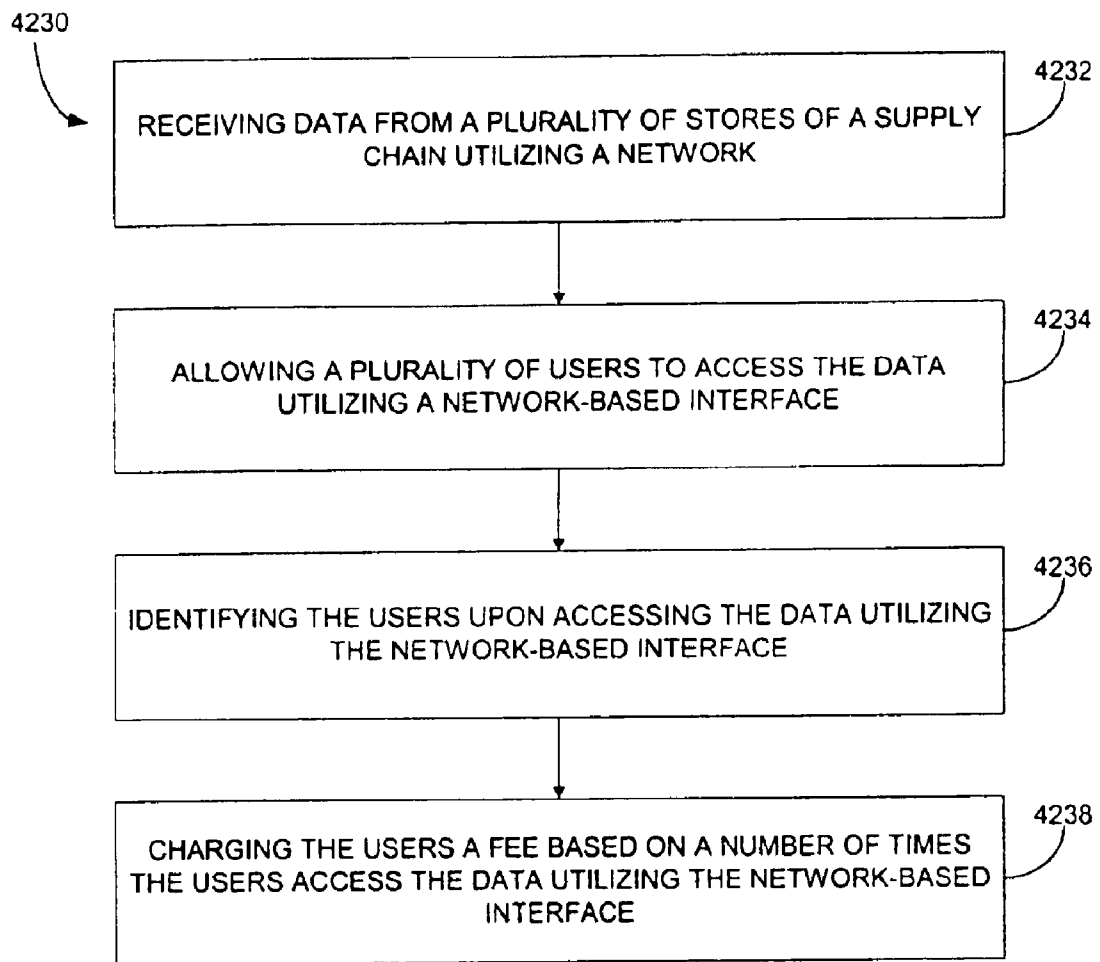 4230
4232
RECEIVING DATA FROM A PLURALITY OF STORES OF A SUPPLY
CHAIN UTILIZING A NETWORK
4234
ALLOWING A PLURALITY OF USERS TO ACCESS THE DATA
UTILIZING A NETWORK-BASED INTERFACE
4236
IDENTIFYING THE USERS UPON ACCESSING THE DATA UTILIZING
THE NETWORK-BASED INTERFACE
4238
CHARGING THE USERS A FEE BASED ON A NUMBER OF TIMES
THE USERS ACCESS THE DATA UTILIZING THE NETWORK-BASED
INTERFACE